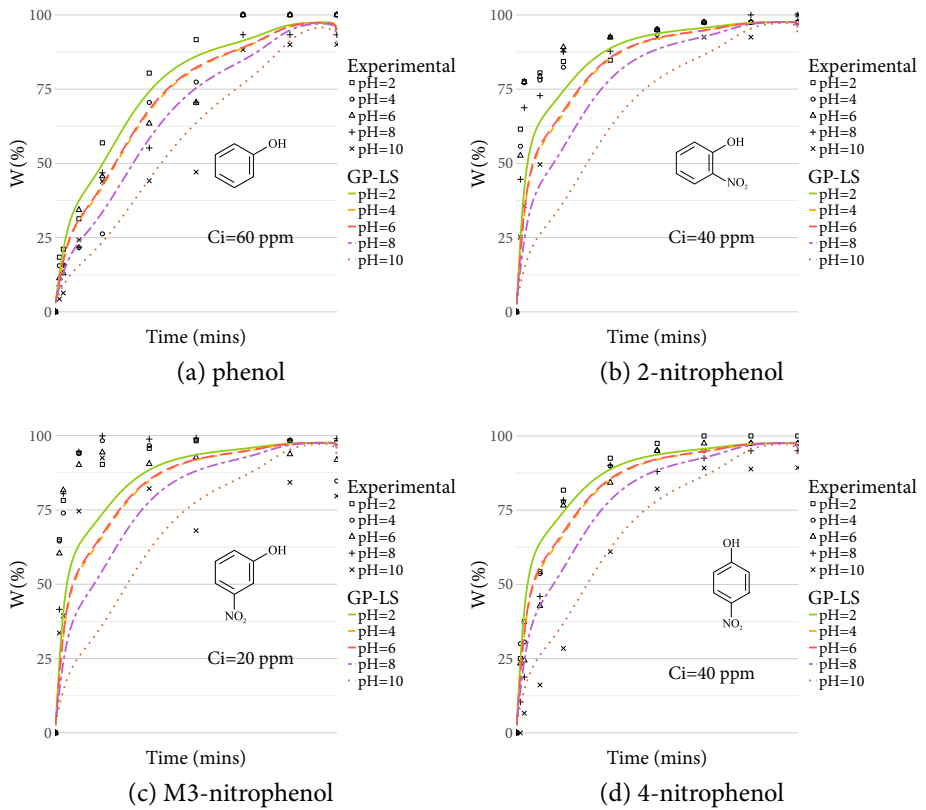 (a)
100
75
50
25
0
W(%)
OH
Ci=60 ppm
Time (mins)
Experimental
pH=2
pH=4
pH=6
pH=8
pH=10
GP-LS
pH=2
pH=4
pH=6
pH=8
pH=10
(a) phenol
100
75
50
25
0
W(%)
OH
NO₂
Ci=40 ppm
Time (mins)
Experimental
pH=2
pH=4
pH=6
pH=8
pH=10
GP-LS
pH=2
pH=4
pH=6
pH=8
pH=10
(b) 2-nitrophenol
100
75
50
25
0
W(%)
OH
NO₂
Ci=20 ppm
Time (mins)
Experimental
pH=2
pH=4
pH=6
pH=8
pH=10
GP-LS
pH=2
pH=4
pH=6
pH=8
pH=10
(c) M3-nitrophenol
100
75
50
25
0
W(%)
OH
NO₂
Ci=40 ppm
Time (mins)
Experimental
pH=2
pH=4
pH=6
pH=8
pH=10
GP-LS
pH=2
pH=4
pH=6
pH=8
pH=10
(d) 4-nitrophenol